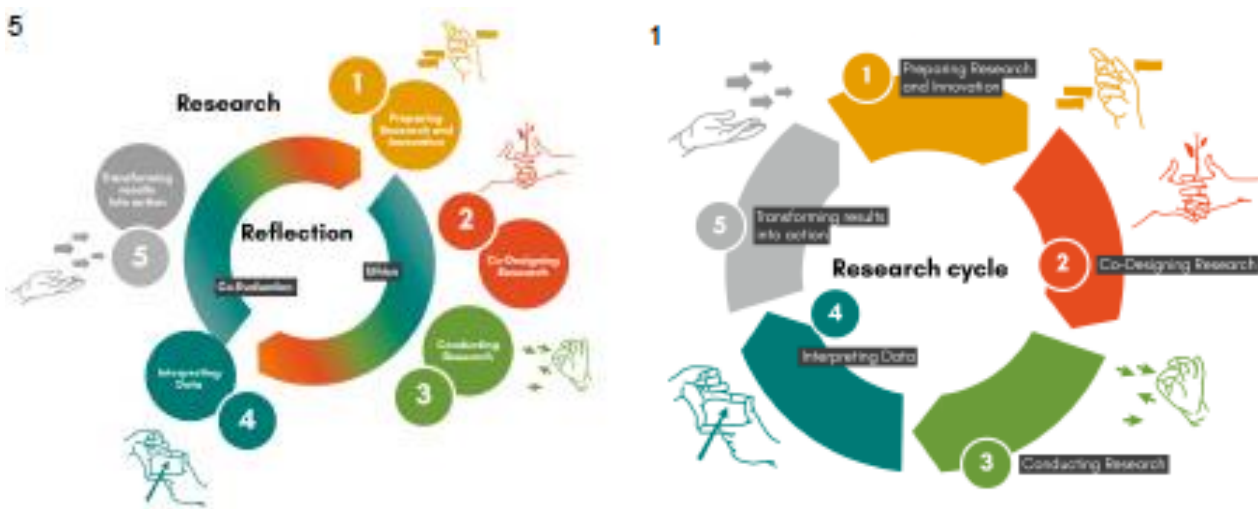 5
Research
1
Preparing
Research and
Innovation
2
Co-Designing
Research
Conducting
Research
3
Interpreting
Data
4
Transforming
results
into action
5
Reflection
Co-Evaluation
Ethics
1
1
Preparing Research
and Innovation
2
Co-Designing Research
3
Conducting Research
4
Interpreting Data
5
Transforming results
into action
Research cycle